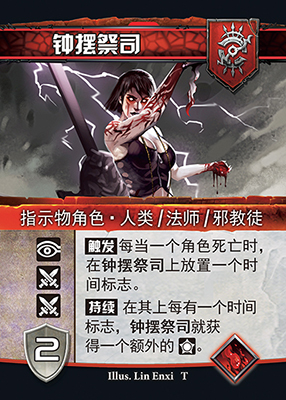 钟摆祭司
指示物角色·人类/法师/邪教徒
触发 每当一个角色死亡时,
在钟摆祭司上放置一个时
间标志。
持续 在其上每有一个时间
标志,钟摆祭司就获
得一个额外的 。
2
Illus. Lin Enxi T